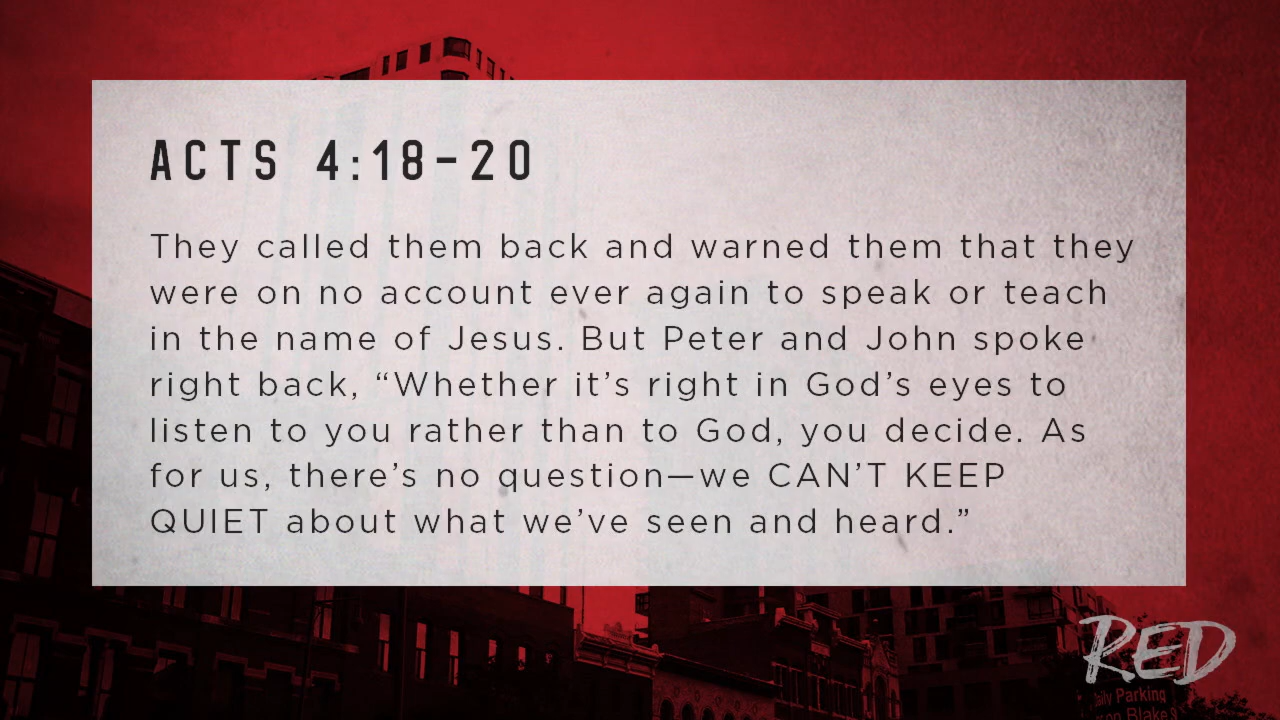 ACTS 4:18-20
They called them back and warned them that they
were on no account ever again to speak or teach
in the name of Jesus. But Peter and John spoke
right back, “Whether it’s right in God’s eyes to
listen to you rather than to God, you decide. As
for us, there’s no question—we CAN’T KEEP
QUIET about what we’ve seen and heard.”
RED
Daily Parking